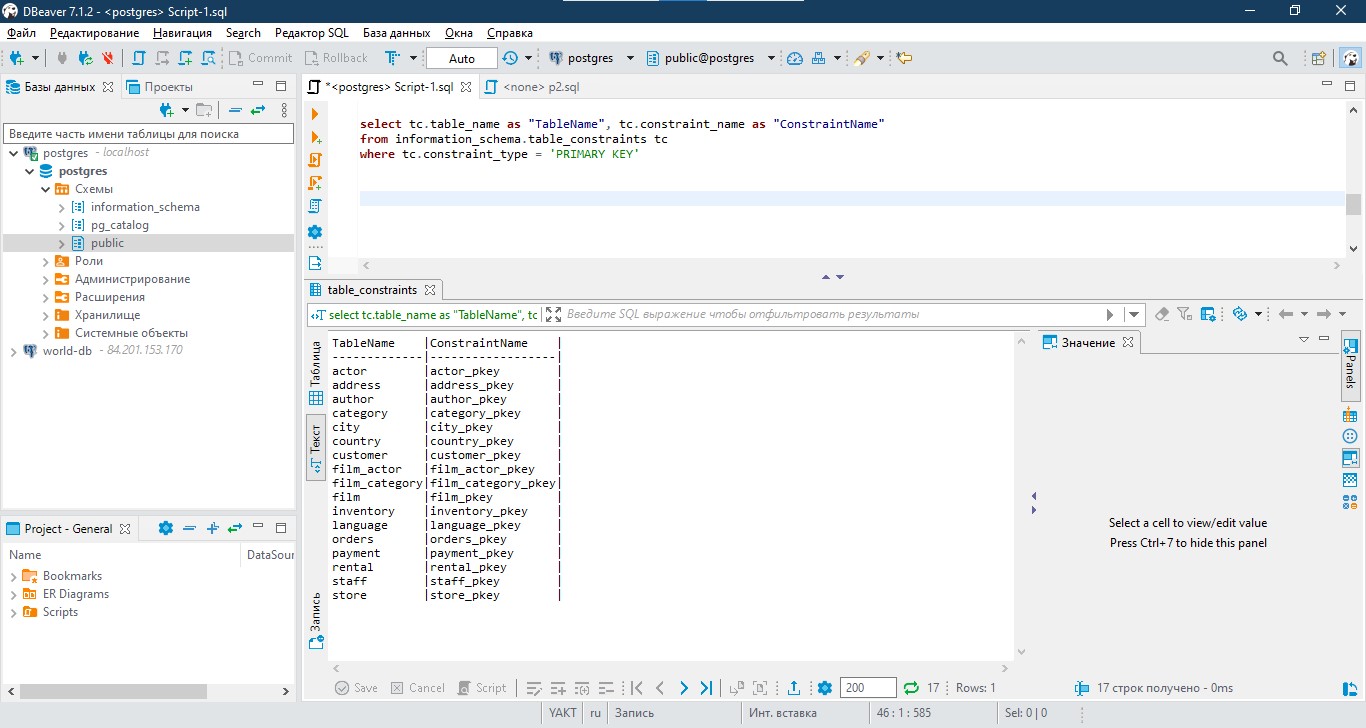 DBeaver 7.1.2 - <postgres> Script-1.sql
Файл Редактирование Навигация Search Редактор SQL База данных Окна Справка
Commit Rollback Auto postgres public@postgres
Базы данных Проекты
*<postgres> Script-1.sql <none> p2.sql
Введите часть имени таблицы для поиска
postgres - localhost
postgres
Схемы
information_schema
pg_catalog
public
Роли
Администрирование
Расширения
Хранилище
Системные объекты
world-db - 84.201.153.170
select tc.table_name as "TableName", tc.constraint_name as "ConstraintName"
from information_schema.table_constraints tc
where tc.constraint_type = 'PRIMARY KEY'
table_constraints
select tc.table_name as "TableName", tc Введите SQL выражение чтобы отфильтровать результаты
Таблица
Текст
Запись
TableName |ConstraintName |
-------------|------------------|
actor |actor_pkey |
address |address_pkey |
author |author_pkey |
category |category_pkey |
city |city_pkey |
country |country_pkey |
customer |customer_pkey |
film_actor |film_actor_pkey |
film_category|film_category_pkey|
film |film_pkey |
inventory |inventory_pkey |
language |language_pkey |
orders |orders_pkey |
payment |payment_pkey |
rental |rental_pkey |
staff |staff_pkey |
store |store_pkey |
Значение
Select a cell to view/edit value
Press Ctrl+7 to hide this panel
Panels
Project - General
Name DataSour
Bookmarks
ER Diagrams
Scripts
Save Cancel Script 200 17 Rows: 1 17 строк получено - 0ms
YAKT ru Запись Инт. вставка 46 : 1 : 585 Sel: 0 | 0